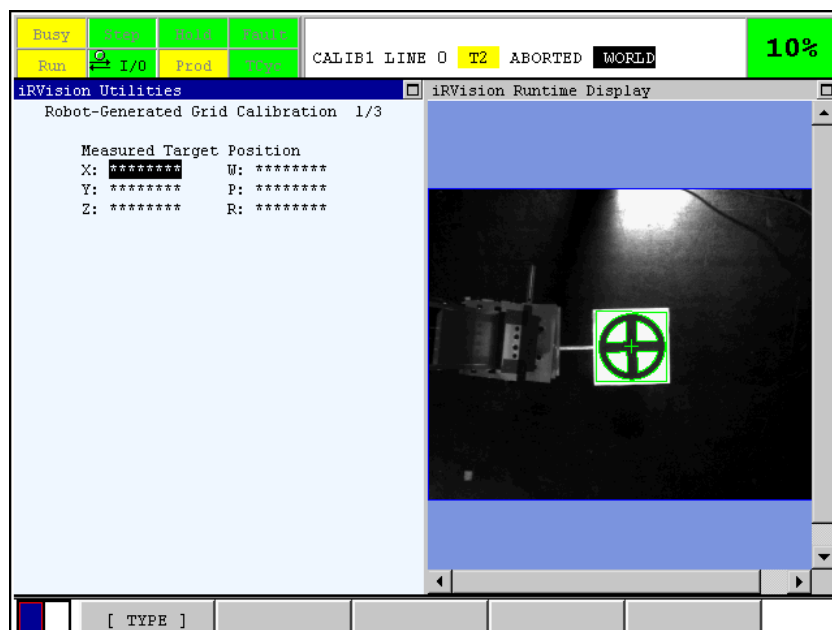 Busy Step Hold Fault
Run I/O Prod TCyc
CALIB1 LINE 0 T2 ABORTED WORLD
10%
iRVision Utilities
Robot-Generated Grid Calibration 1/3
Measured Target Position
X: ******** W: ********
Y: ******** P: ********
Z: ******** R: ********
iRVision Runtime Display
[ TYPE ]